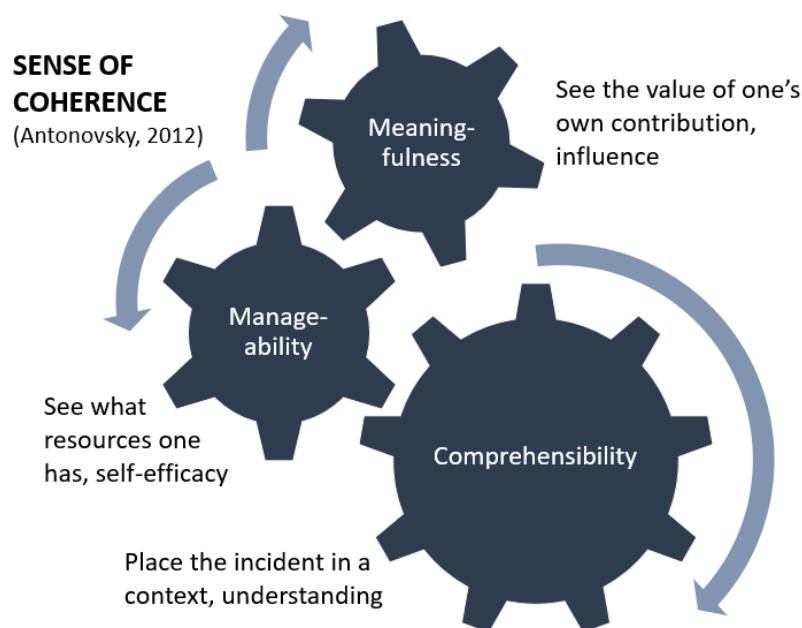 SENSE OF
COHERENCE
(Antonovsky, 2012)
Meaning-
fulness
See the value of one's
own contribution,
influence
Manage-
ability
See what
resources one
has, self-efficacy
Comprehensibility
Place the incident in a
context, understanding